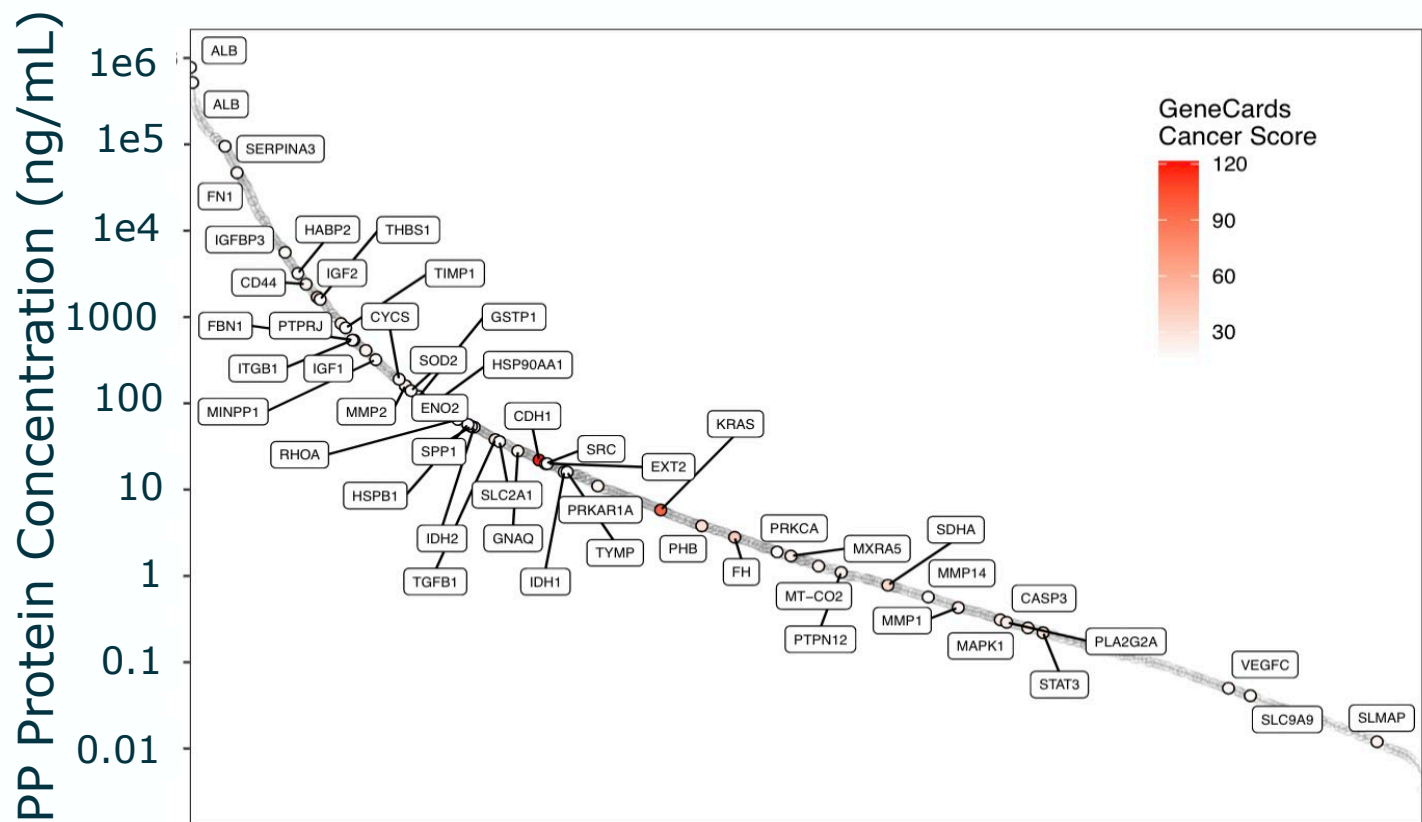 PP Protein Concentration (ng/mL)
1e6
1e5
1e4
1000
100
10
1
0.1
0.01
GeneCards
Cancer Score
120
90
60
30
ALB
ALB
SERPINA3
FN1
HABP2
THBS1
IGFBP3
CD44
IGF2
TIMP1
FBN1
PTPRJ
CYCS
GSTP1
ITGB1
IGF1
SOD2
HSP90AA1
MINPP1
MMP2
ENO2
CDH1
KRAS
RHOA
SPP1
SRC
EXT2
HSPB1
SLC2A1
PRKAR1A
IDH2
GNAQ
TYMP
PHB
PRKCA
MXRA5
SDHA
TGFB1
IDH1
FH
MT-CO2
MMP14
PTPN12
MMP1
CASP3
MAPK1
PLA2G2A
STAT3
VEGFC
SLC9A9
SLMAP